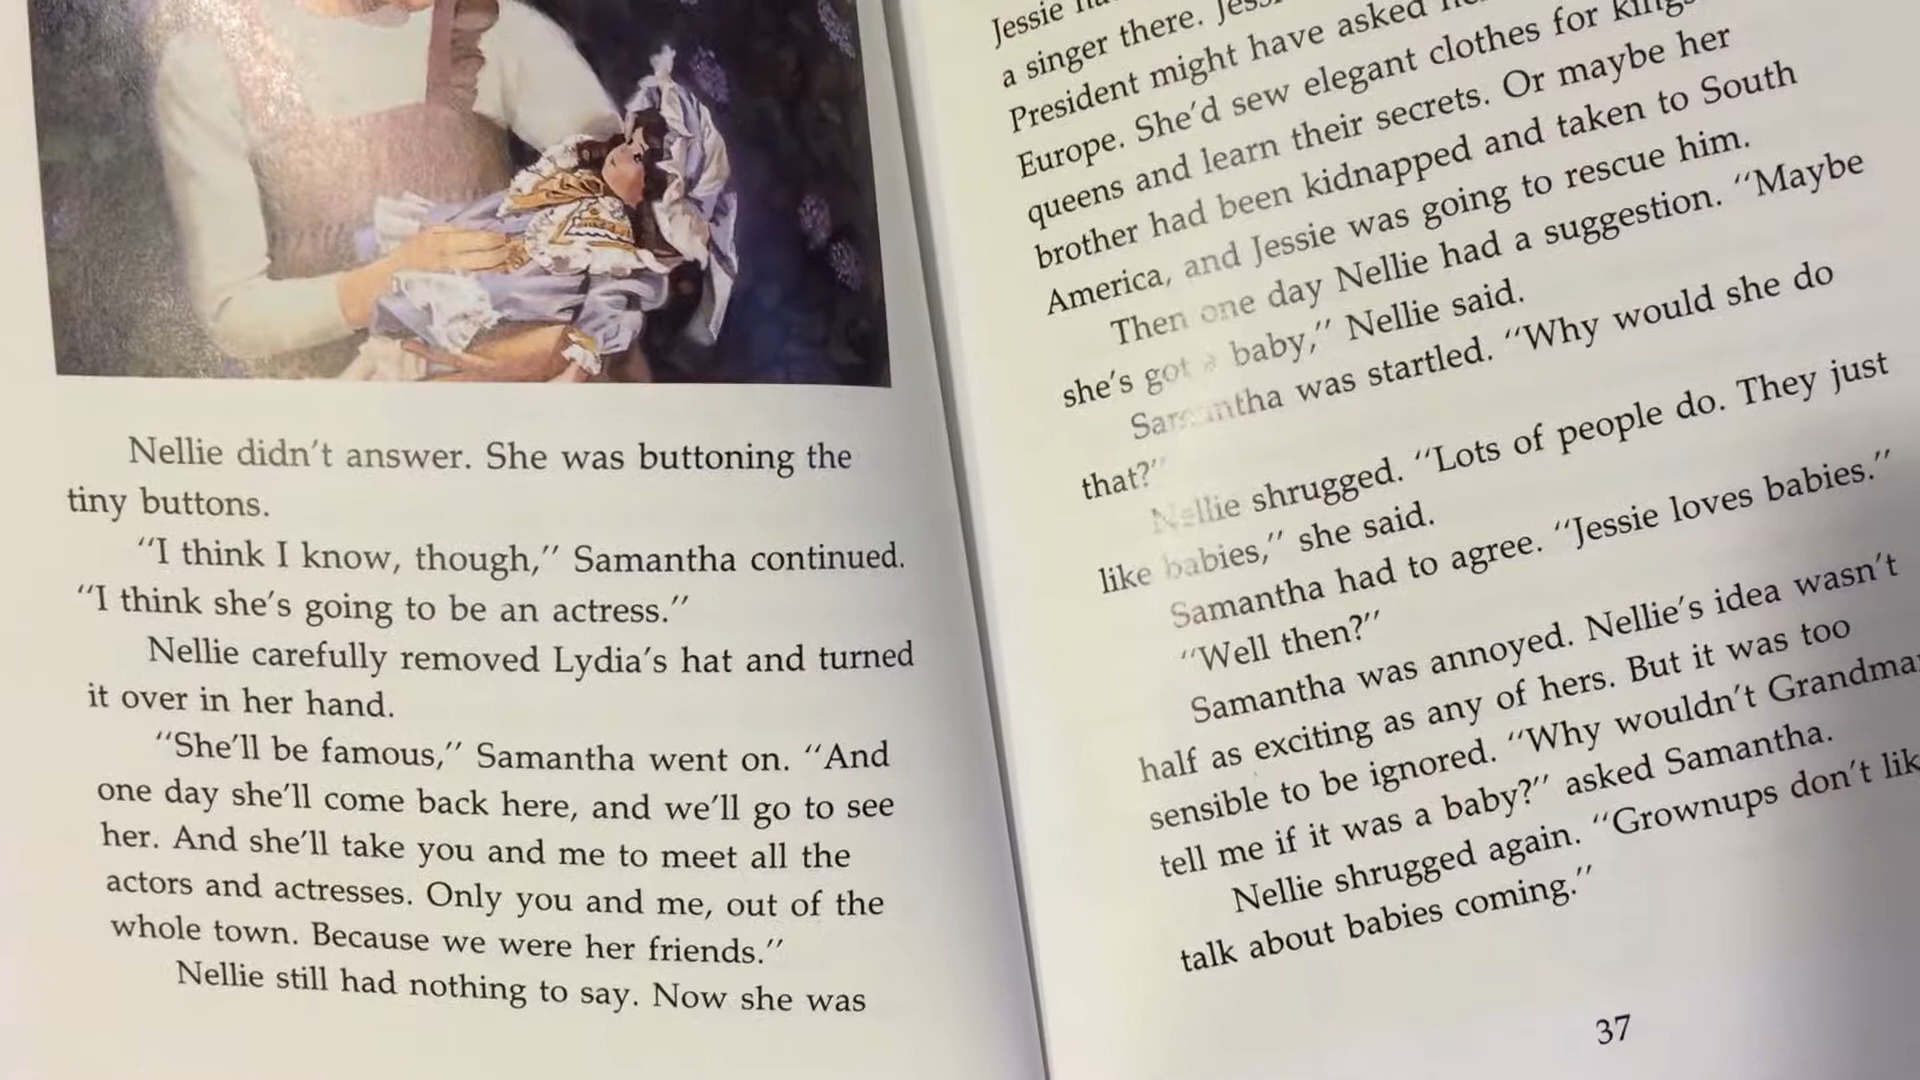 Nellie didn't answer. She was buttoning the
tiny buttons.
"I think I know, though," Samantha continued.
"I think she's going to be an actress."
Nellie carefully removed Lydia's hat and turned
it over in her hand.
"She'll be famous," Samantha went on. "And
one day she'll come back here, and we'll go to see
her. And she'll take you and me to meet all the
actors and actresses. Only you and me, out of the
whole town. Because we were her friends."
Nellie still had nothing to say. Now she was
Jessie
a singer there.
President might have asked
Europe. She'd sew elegant clothes for
queens and learn their secrets. Or maybe her
brother had been kidnapped and taken to South
America, and Jessie was going to rescue him.
Then one day Nellie had a suggestion. "Maybe
she's got a baby," Nellie said.
Samantha was startled. "Why would she do
that?"
Nellie shrugged. "Lots of people do. They just
like babies," she said.
Samantha had to agree. "Jessie loves babies."
"Well then?"
Samantha was annoyed. Nellie's idea wasn't
half as exciting as any of hers. But it was too
sensible to be ignored. "Why wouldn't Grandmar
tell me if it was a baby?" asked Samantha.
Nellie shrugged again. "Grownups don't lik
talk about babies coming."
37